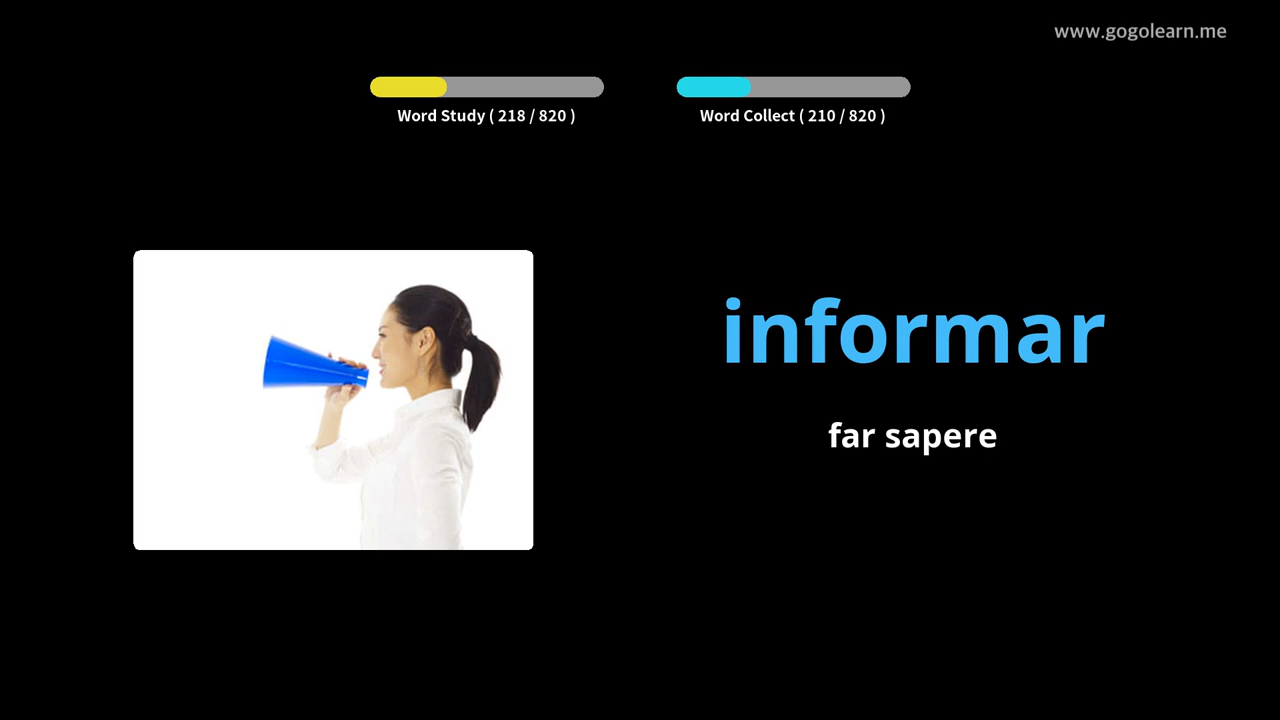 www.gogolearn.me
Word Study ( 218 / 820 )
Word Collect ( 210 / 820 )
informar
far sapere